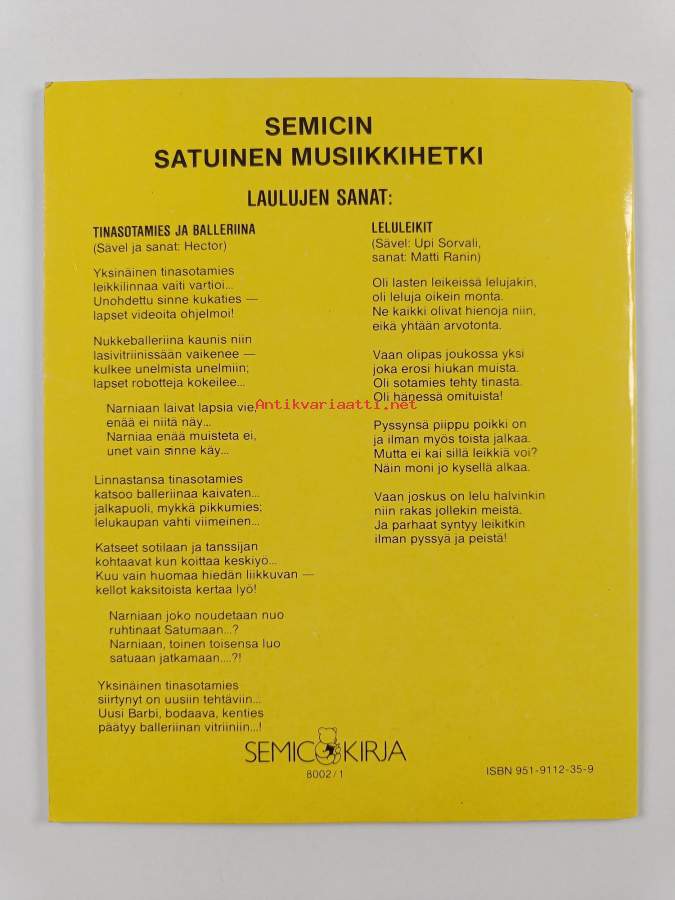 SEMICIN
SATUINEN MUSIIKKIHETKI
LAULUJEN SANAT:
TINASOTAMIES JA BALLERIINA
(Sävel ja sanat: Hector)
Yksinäinen tinasotamies
leikkilinnaa vaiti vartioi...
Unohdettu sinne kukaties —
lapset videoita ohjelmoi!
Nukkeballeriina kaunis niin
lasivitriinissään vaikenee —
kulkee unelmista unelmiin;
lapset robotteja kokeilee...
Narniaan laivat lapsia vie,
enää ei niitä näy...
Narniaa enää muisteta ei,
unet vain sinne käy...
Linnastansa tinasotamies
katsoo balleriinaa kaivaten...
jalkapuoli, mykkä pikkumies;
lelukaupan vahti viimeinen...
Katseet sotilaan ja tanssijan
kohtaavat kun koittaa keskiyö...
Kuu vain huomaa hiedän liikkuvan —
kellot kaksitoista kertaa lyö!
Narniaan joko noudetaan nuo
ruhtinaat Satumaan...?
Narniaan, toinen toisensa luo
satuaan jatkamaan....?!
Yksinäinen tinasotamies
siirtynyt on uusiin tehtäviin...
Uusi Barbi, bodaava, kenties
päätyy balleriinan vitriiniin...!
LELULEIKIT
(Sävel: Upi Sorvali,
sanat: Matti Ranin)
Oli lasten leikeissä lelujakin,
oli leluja oikein monta.
Ne kaikki olivat hienoja niin,
eikä yhtään arvotonta.
Vaan olipas joukossa yksi
joka erosi hiukan muista.
Oli sotamies tehty tinasta.
Oli hänessä omituista!
Pyssynsä piippu poikki on
ja ilman myös toista jalkaa.
Mutta ei kai sillä leikkiä voi?
Näin moni jo kysellä alkaa.
Vaan joskus on lelu halvinkin
niin rakas jollekin meistä.
Ja parhaat syntyy leikitkin
ilman pyssyä ja peistä!
Antikvariaatti.net
SEMIC KIRJA
8002/1
ISBN 951-9112-35-9